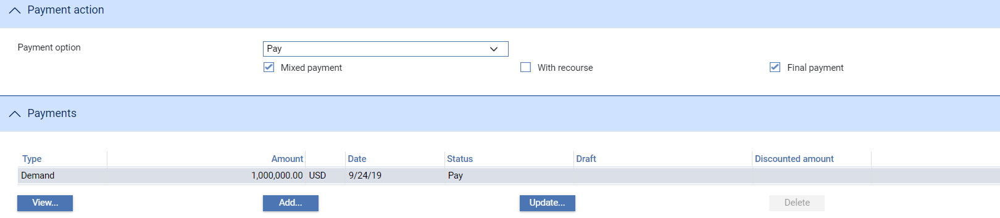 Payment action
Payment option
Pay
Mixed payment With recourse Final payment
Payments
Type Amount Date Status Draft Discounted amount
Demand 1,000,000.00 USD 9/24/19 Pay
View... Add... Update... Delete